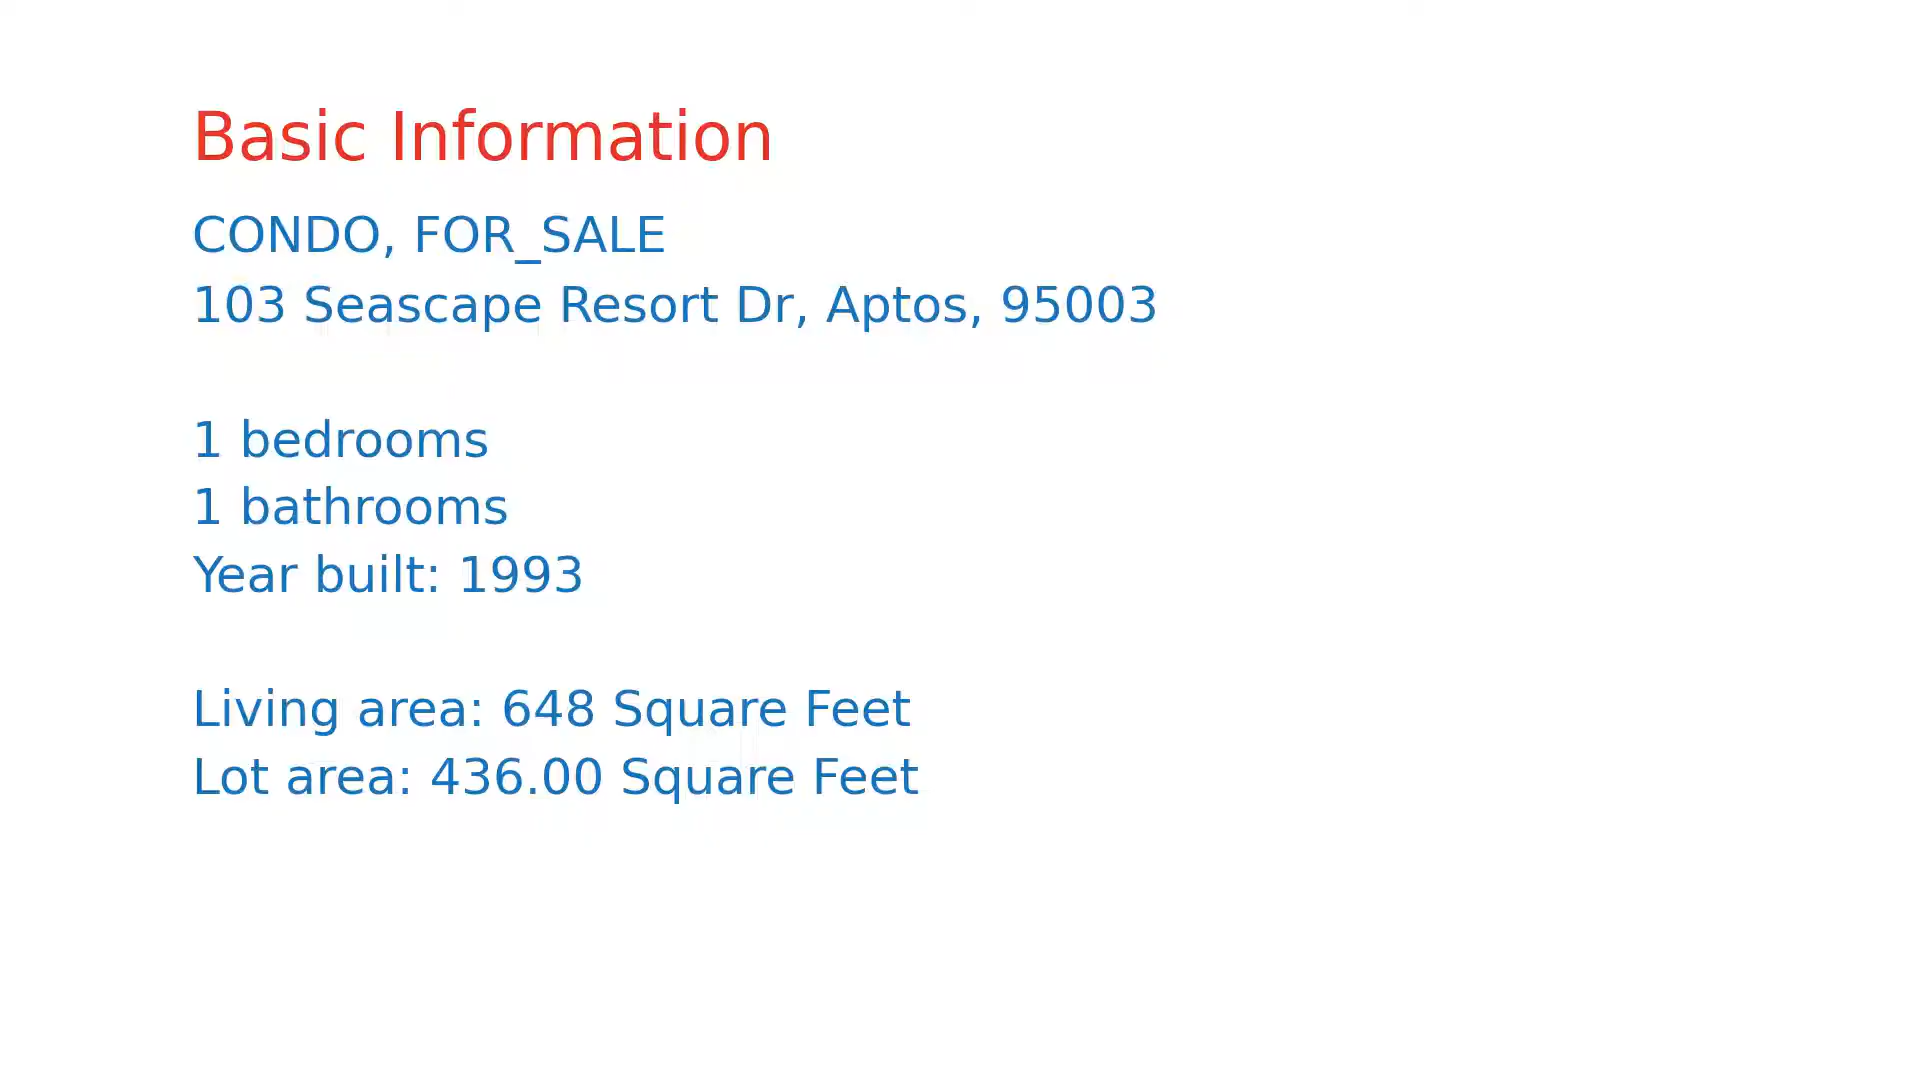 Basic Information
CONDO, FOR_SALE
103 Seascape Resort Dr, Aptos, 95003
1 bedrooms
1 bathrooms
Year built: 1993
Living area: 648 Square Feet
Lot area: 436.00 Square Feet